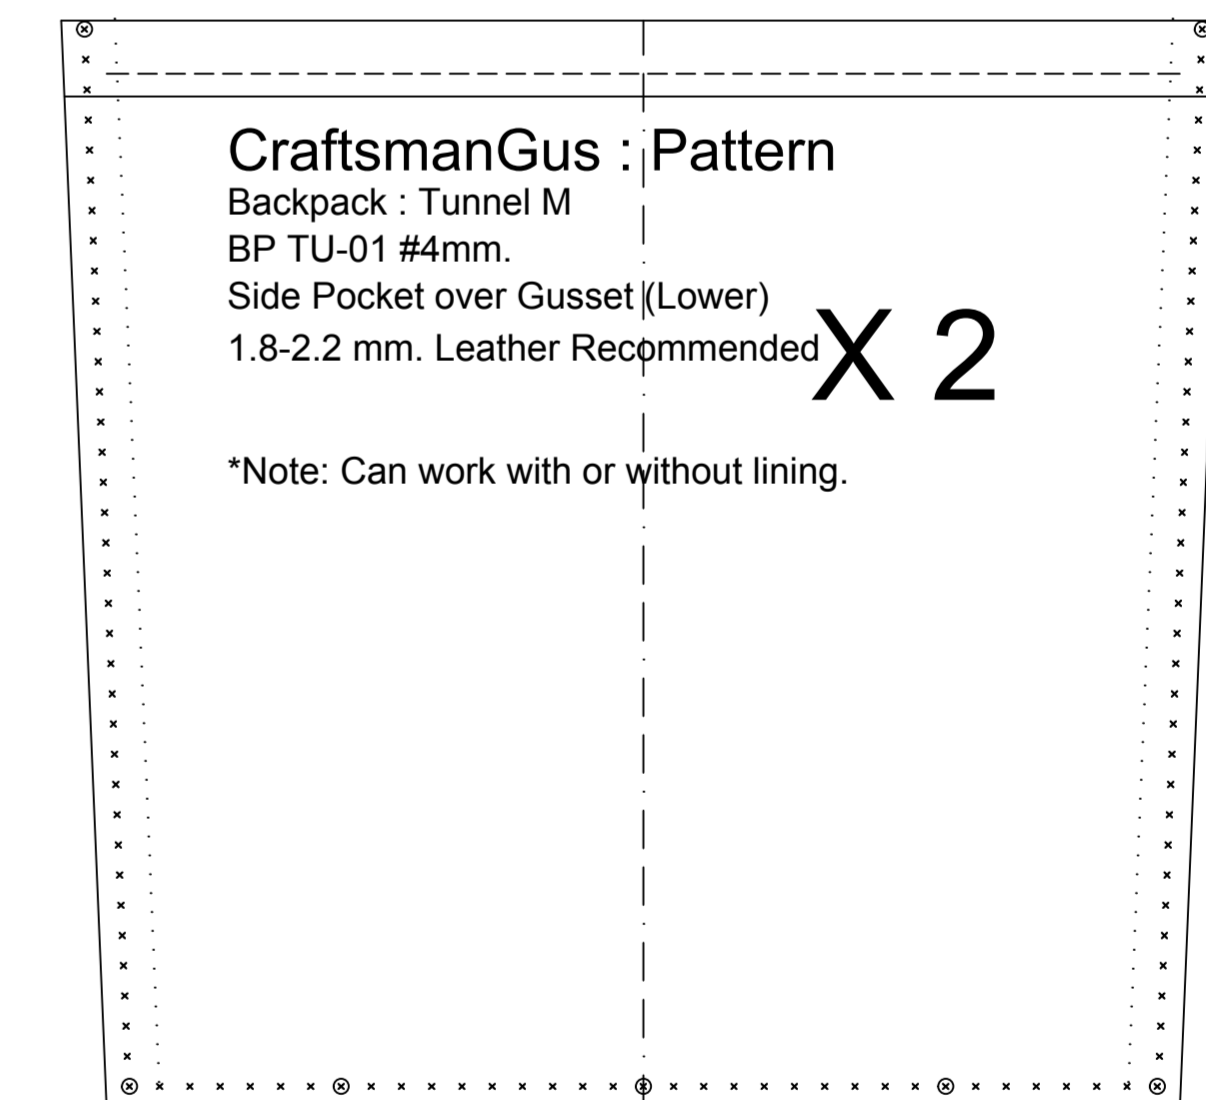 CraftsmanGus : Pattern
Backpack : Tunnel M
BP TU-01 #4mm.
Side Pocket over Gusset (Lower)
1.8-2.2 mm. Leather Recommended
X 2
*Note: Can work with or without lining.